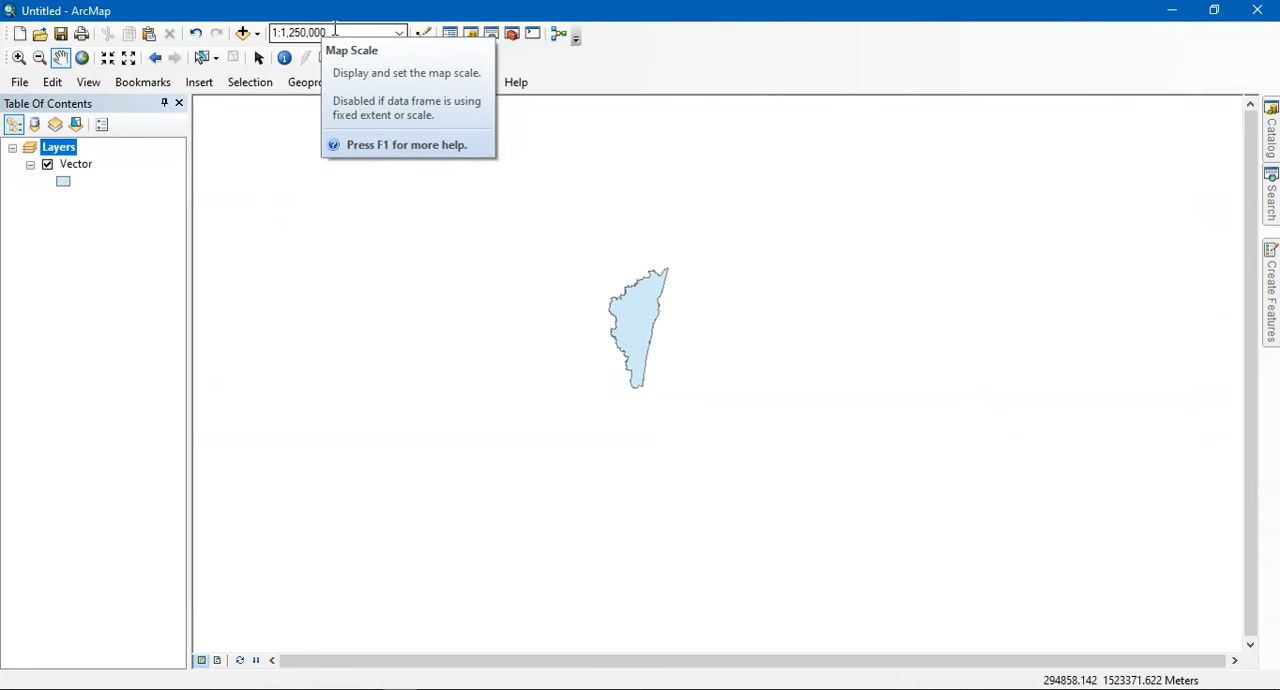 Untitled - ArcMap
1:1,250,000
Map Scale
Display and set the map scale.
Disabled if data frame is using
fixed extent or scale.
Press F1 for more help.
File Edit View Bookmarks Insert Selection Geopro Help
Table Of Contents
Layers
Vector
Catalog
Search
Create Features
294858.142 1523371.622 Meters